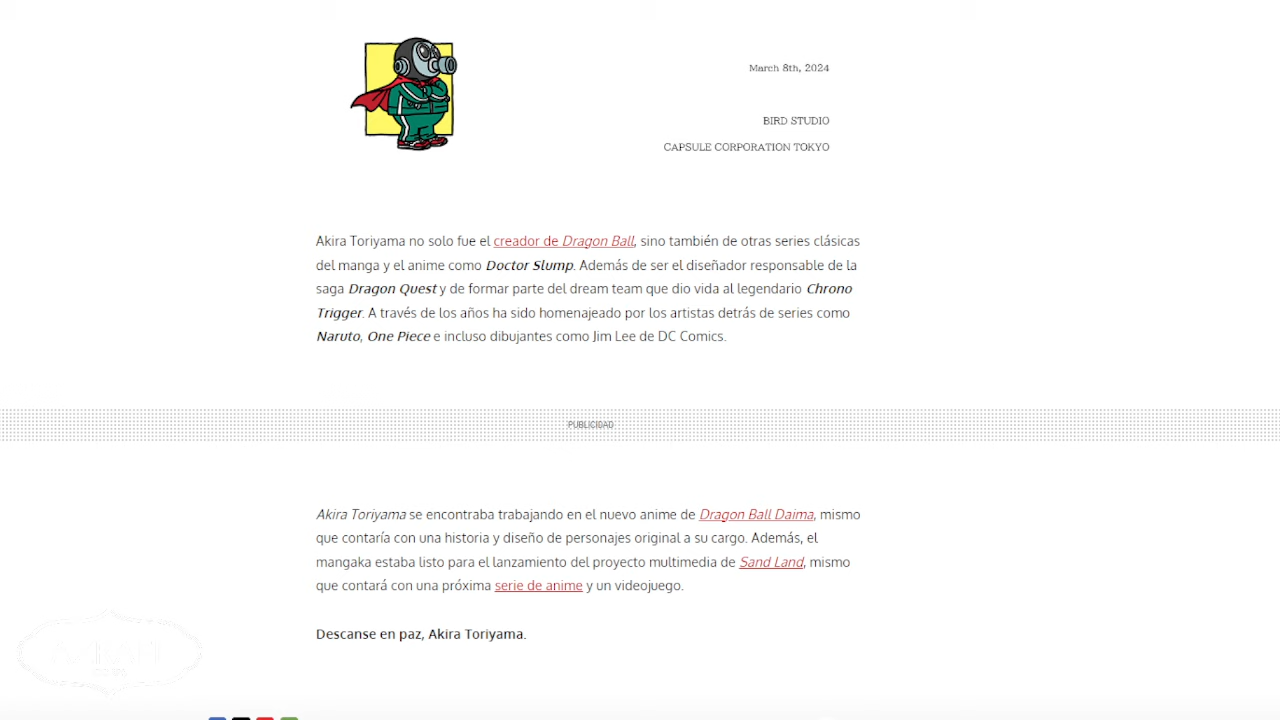 March 8th, 2024
BIRD STUDIO
CAPSULE CORPORATION TOKYO
Akira Toriyama no solo fue el creador de Dragon Ball, sino también de otras series clásicas
del manga y el anime como Doctor Slump. Además de ser el diseñador responsable de la
saga Dragon Quest y de formar parte del dream team que dio vida al legendario Chrono
Trigger. A través de los años ha sido homenajeado por los artistas detrás de series como
Naruto, One Piece e incluso dibujantes como Jim Lee de DC Comics.
PUBLICIDAD
Akira Toriyama se encontraba trabajando en el nuevo anime de Dragon Ball Daima, mismo
que contaría con una historia y diseño de personajes original a su cargo. Además, el
mangaka estaba listo para el lanzamiento del proyecto multimedia de Sand Land, mismo
que contará con una próxima serie de anime y un videojuego.
Descanse en paz, Akira Toriyama.